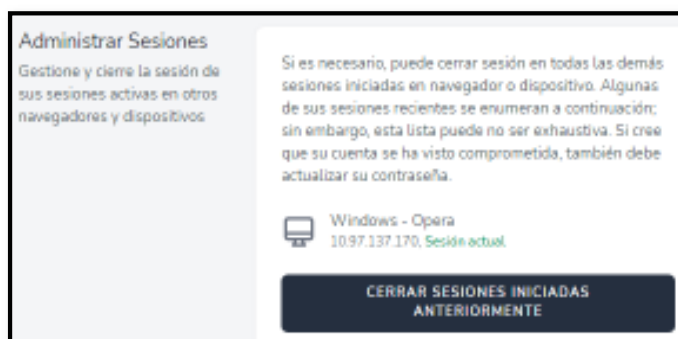 Administrar Sesiones
Gestione y cierre la sesión de
sus sesiones activas en otros
navegadores y dispositivos
Si es necesario, puede cerrar sesión en todas las demás
sesiones iniciadas en navegador o dispositivo. Algunas
de sus sesiones recientes se enumeran a continuación;
sin embargo, esta lista puede no ser exhaustiva. Si cree
que su cuenta se ha visto comprometida, también debe
actualizar su contraseña.
Windows - Opera
10.97.137.170, Sesión actual
CERRAR SESIONES INICIADAS
ANTERIORMENTE